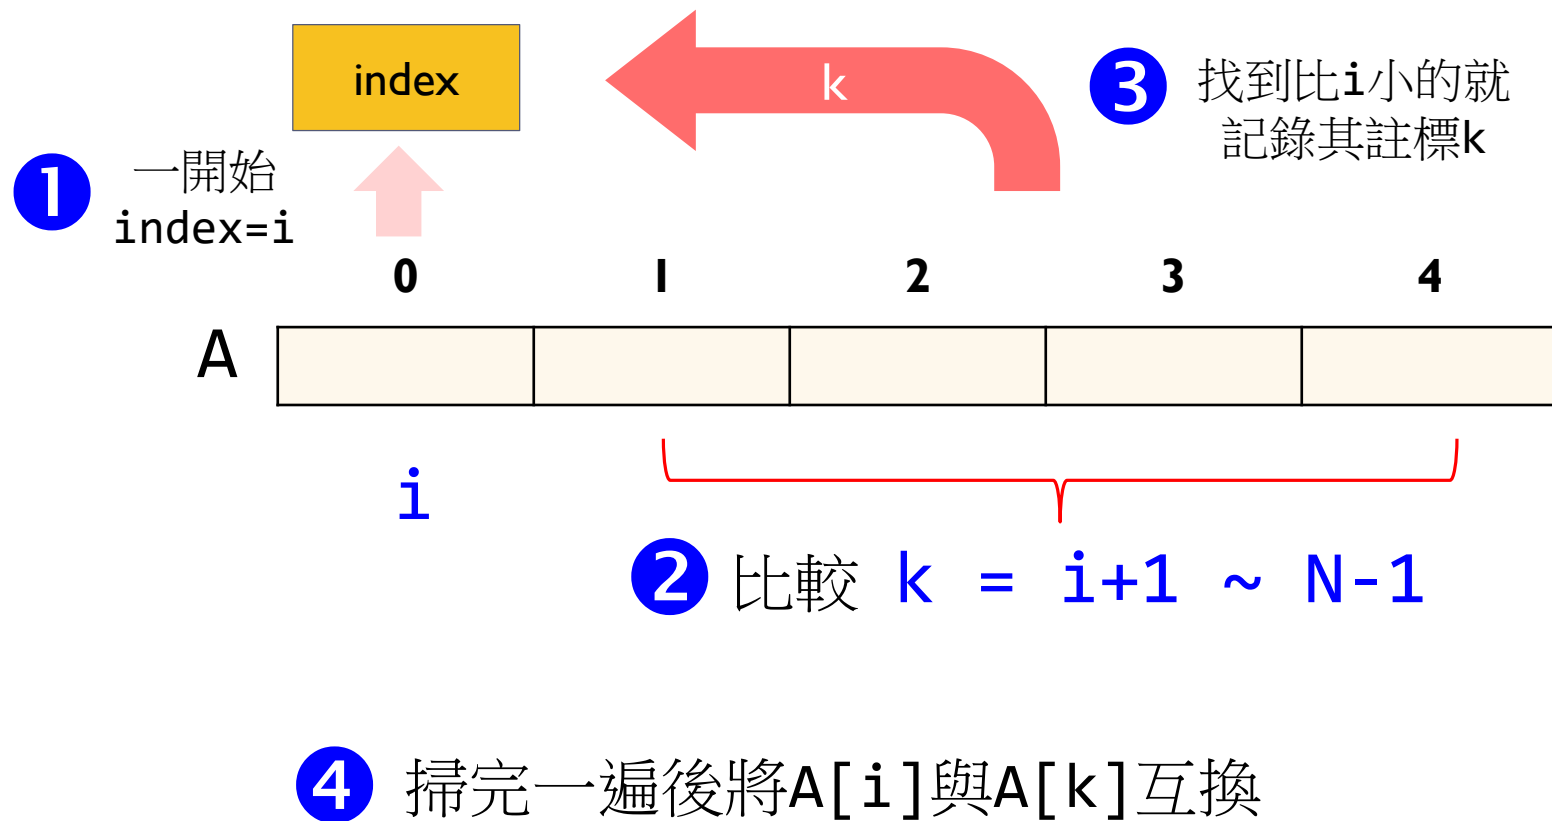 index
k
❸ 找到比i小的就
記錄其註標k
❶ 一開始
index=i
0 1 2 3 4
A
i
❷ 比較 k = i+1 ~ N-1
❹ 掃完一遍後將A[i]與A[k]互換